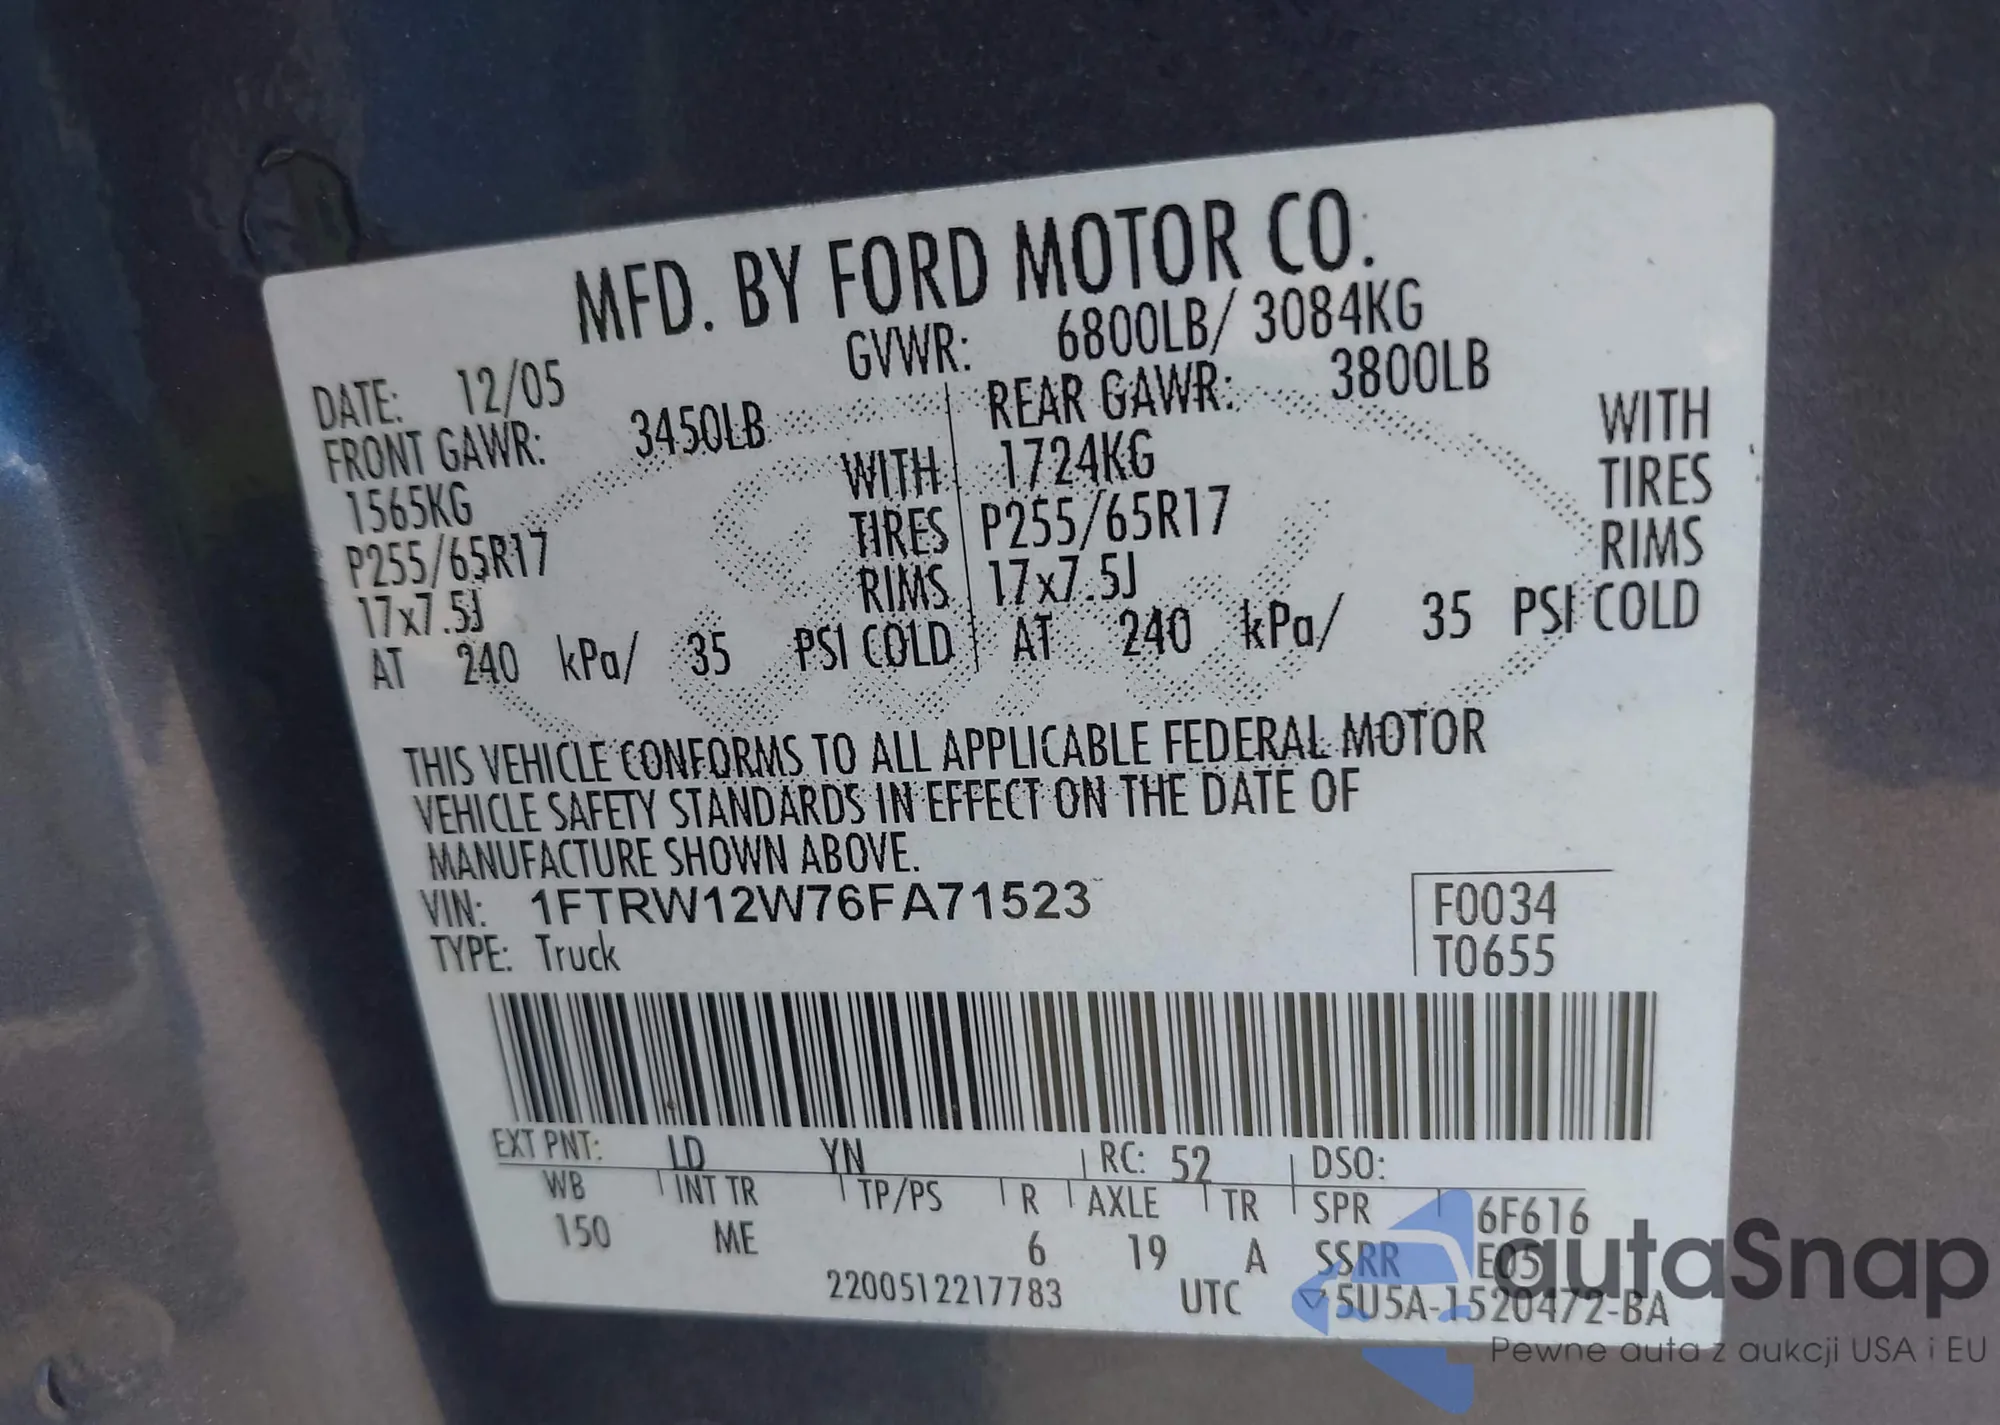 MFD. BY FORD MOTOR CO.
DATE: 12/05 GVWR: 6800LB/ 3084KG
FRONT GAWR: 3450LB REAR GAWR: 3800LB
1565KG WITH 1724KG WITH
P255/65R17 TIRES P255/65R17 TIRES
17x7.5J RIMS 17x7.5J RIMS
AT 240 kPa/ 35 PSI COLD AT 240 kPa/ 35 PSI COLD
THIS VEHICLE CONFORMS TO ALL APPLICABLE FEDERAL MOTOR
VEHICLE SAFETY STANDARDS IN EFFECT ON THE DATE OF
MANUFACTURE SHOWN ABOVE.
VIN: 1FTRW12W76FA71523 F0034
TYPE: Truck T0655
EXT PNT: LD YN RC: 52 DSO:
WB INT TR TP/PS R AXLE TR SPR 6F616
150 ME 6 19 A SSRR E05
2200512217783 UTC ▽5U5A-1520472-BA
autaSnap
Pewne auta z aukcji USA i EU